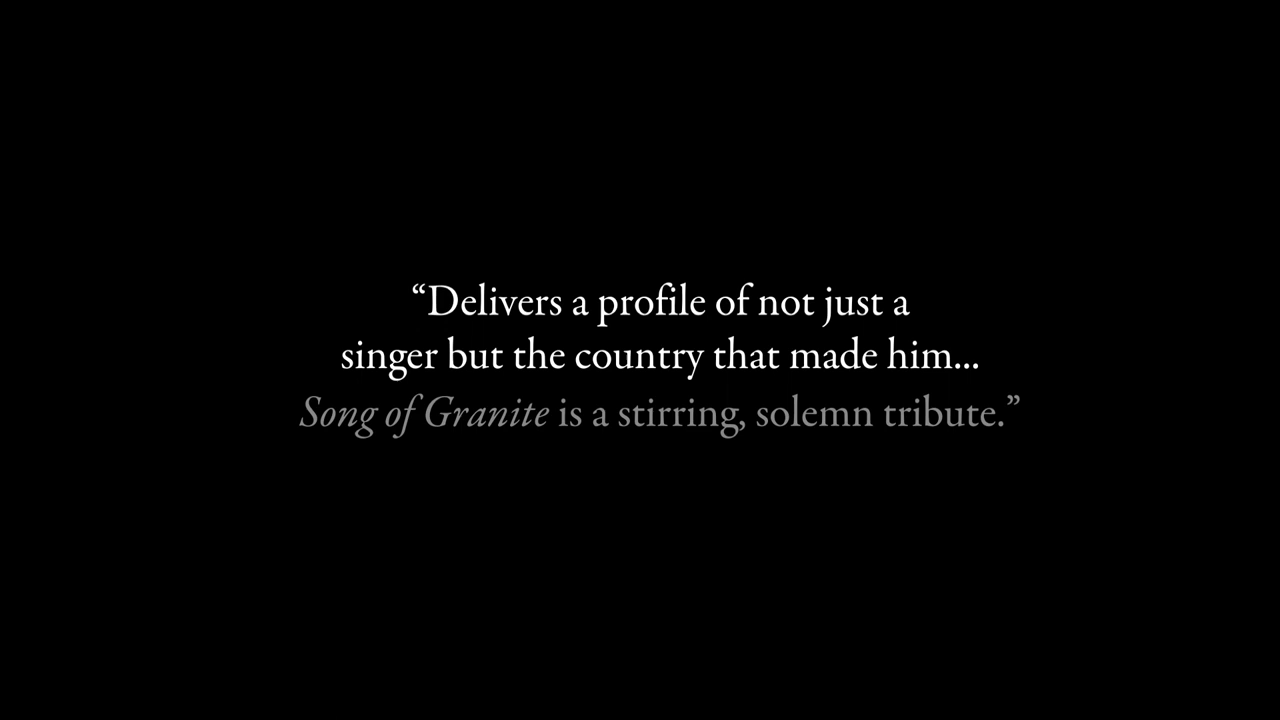 “Delivers a profile of not just a
singer but the country that made him...
Song of Granite is a stirring, solemn tribute.”